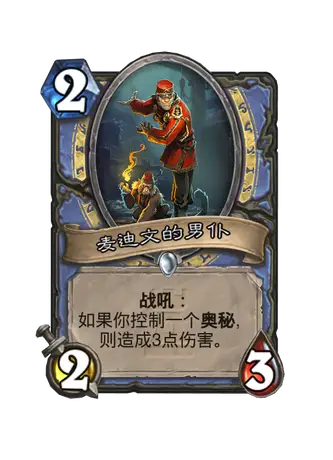 2
麦迪文的男仆
战吼：
如果你控制一个奥秘，
则造成3点伤害。
2
3